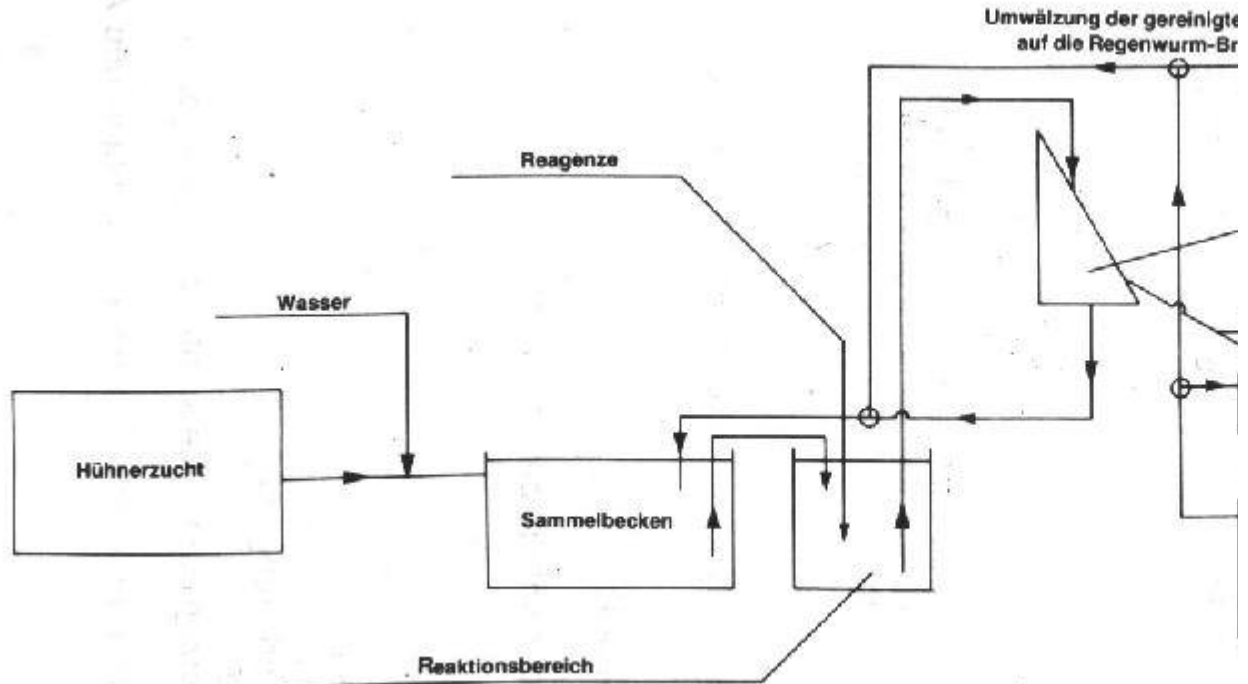 Umwälzung der gereinigte
auf die Regenwurm-Br
Reagenze
Wasser
Hühnerzucht
Sammelbecken
Reaktionsbereich